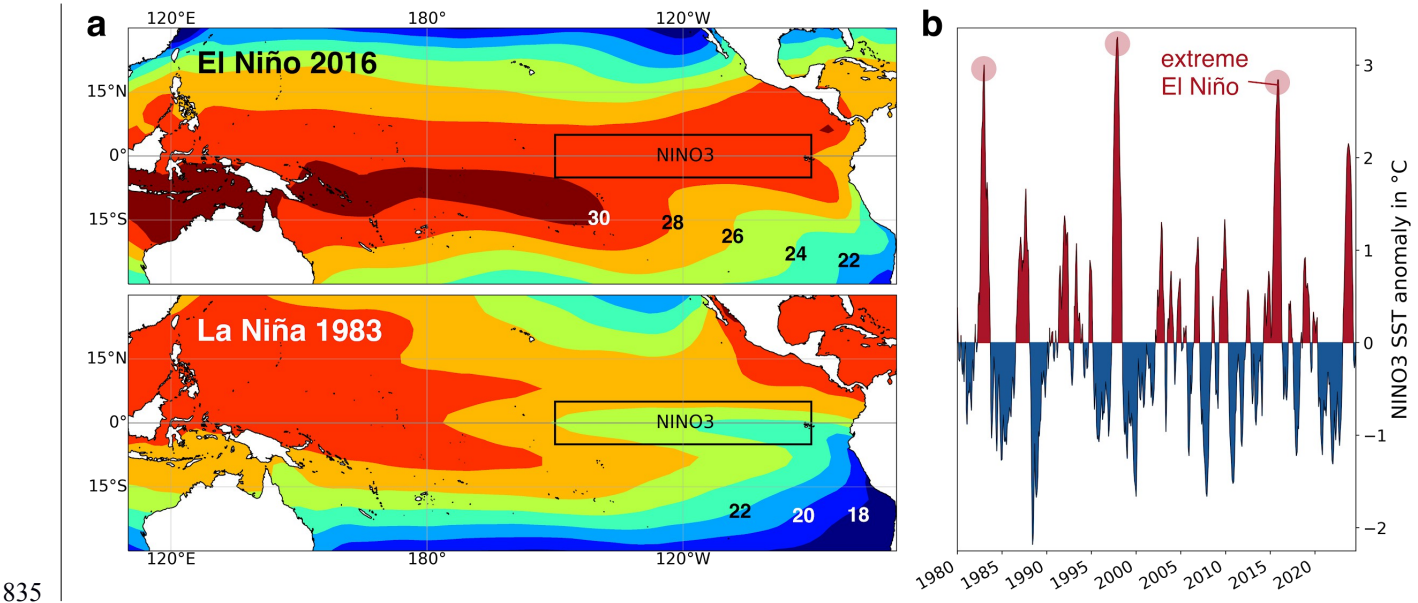 a
120°E 180° 120°W
El Niño 2016
15°N
0°
15°S
NINO3
30
28
26
24
22
La Niña 1983
15°N
0°
15°S
NINO3
22
20
18
120°E 180° 120°W
b
extreme
El Niño
3
2
1
0
−1
−2
NINO3 SST anomaly in °C
1980 1985 1990 1995 2000 2005 2010 2015 2020
835